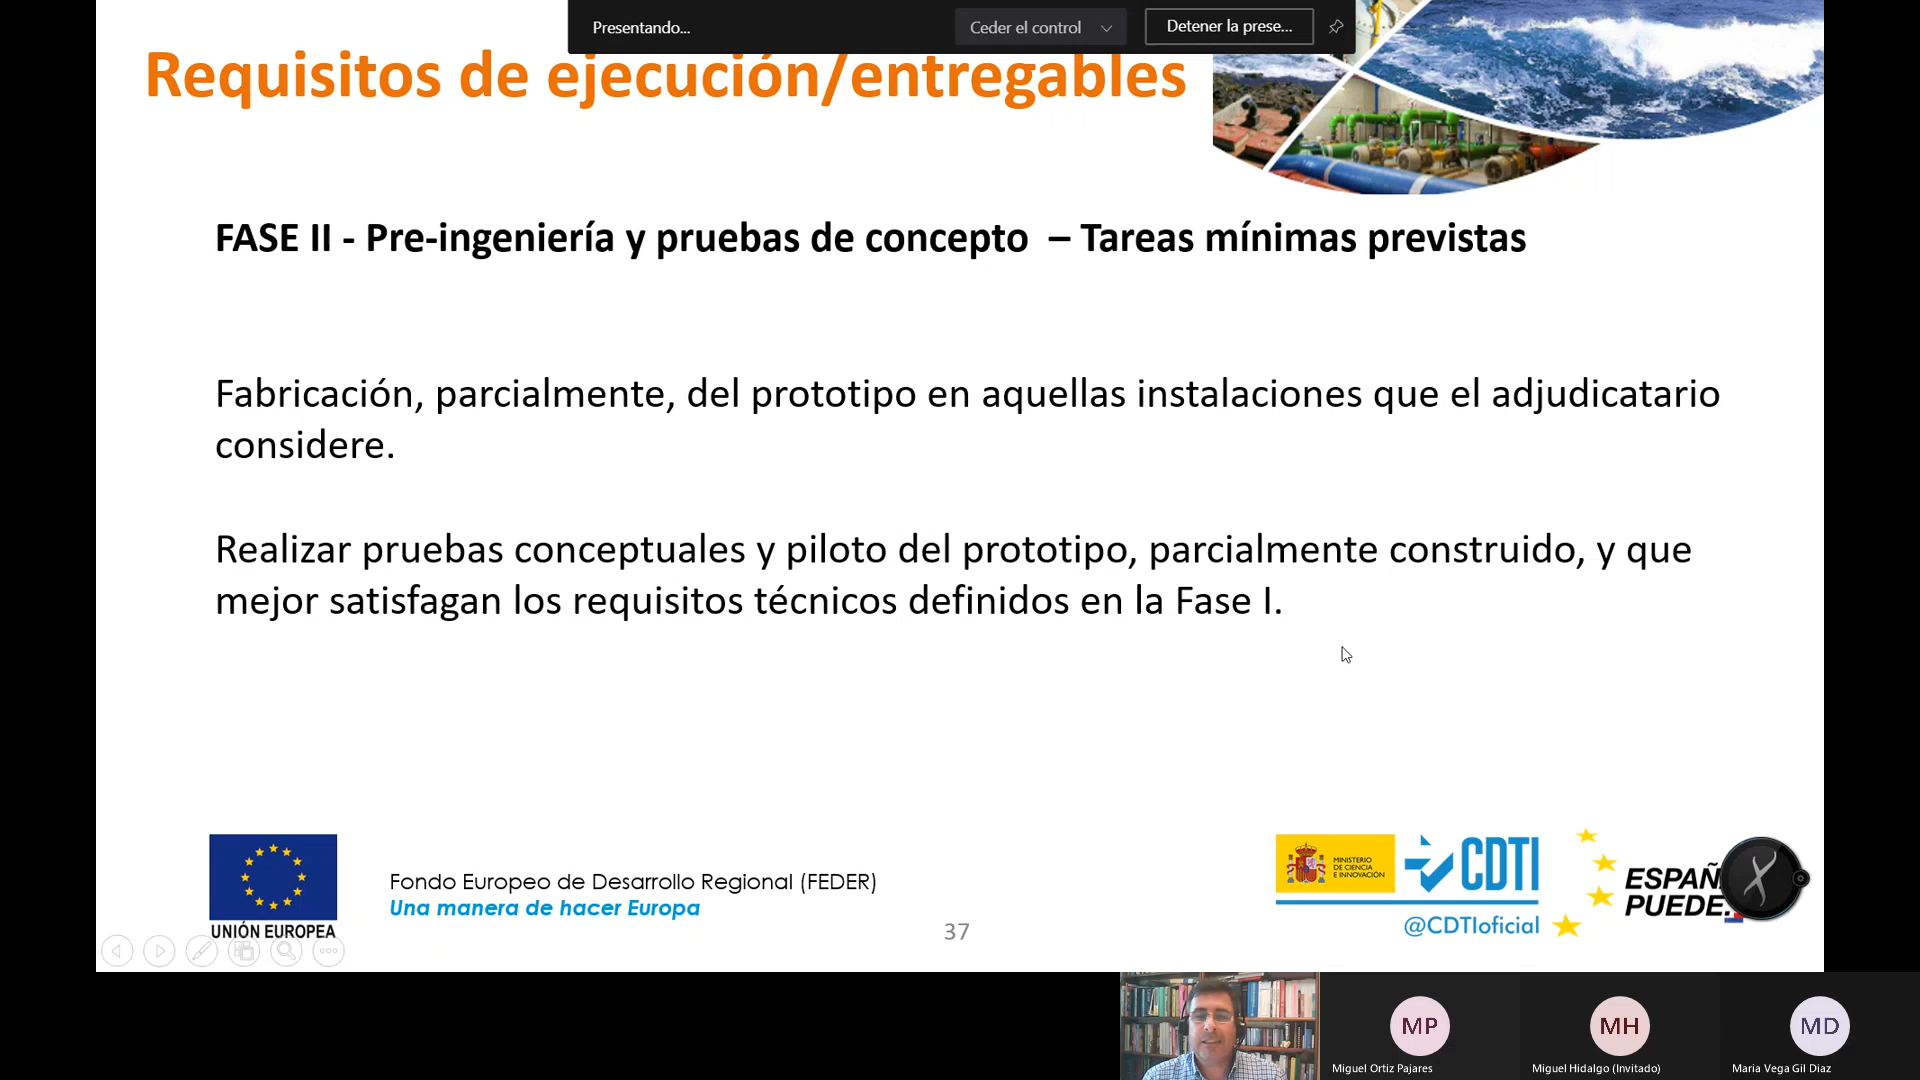 Presentando...
Ceder el control
Detener la prese...
Requisitos de ejecución/entregables
FASE II - Pre-ingeniería y pruebas de concepto – Tareas mínimas previstas
Fabricación, parcialmente, del prototipo en aquellas instalaciones que el adjudicatario
considere.
Realizar pruebas conceptuales y piloto del prototipo, parcialmente construido, y que
mejor satisfagan los requisitos técnicos definidos en la Fase I.
UNIÓN EUROPEA
Fondo Europeo de Desarrollo Regional (FEDER)
Una manera de hacer Europa
37
MINISTERIO
DE CIENCIA
E INNOVACIÓN
CDTI
@CDTIoficial
ESPAÑ
PUEDE.
MP
MH
MD
Miguel Ortiz Pajares
Miguel Hidalgo (Invitado)
Maria Vega Gil Diaz